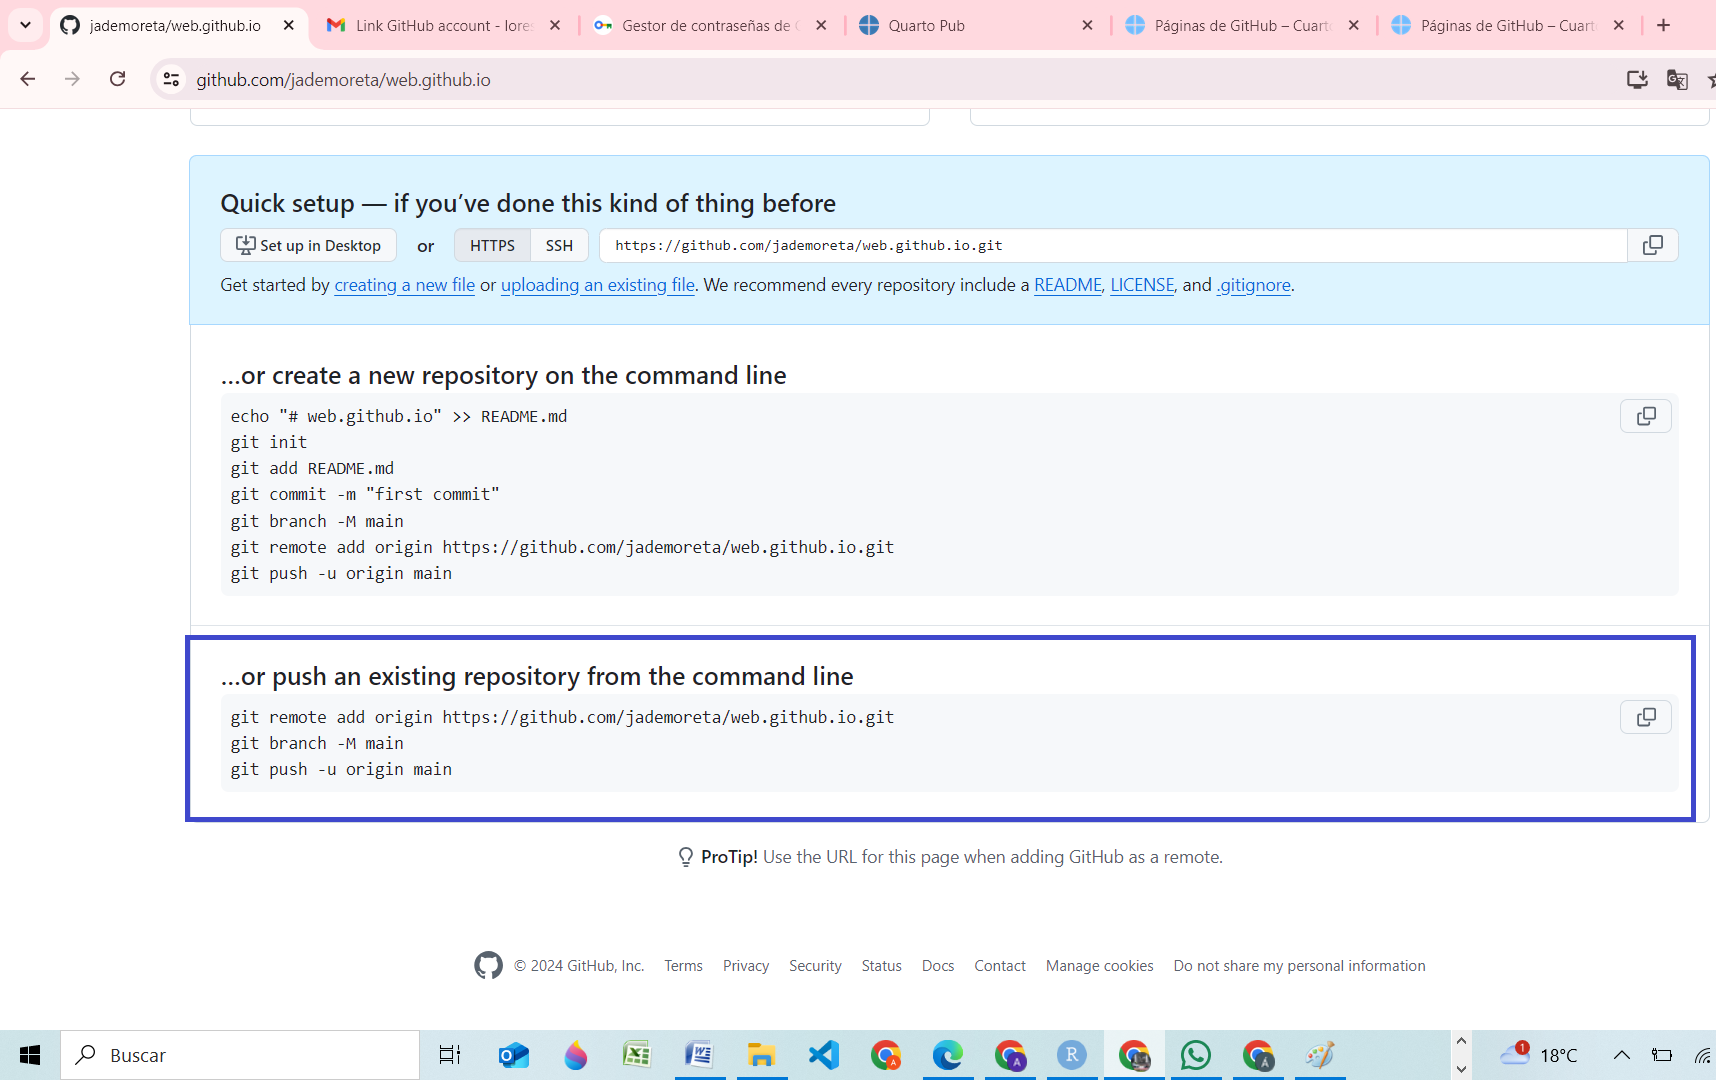 jademoreta/web.github.io
Link GitHub account - lore
Gestor de contraseñas de
Quarto Pub
Páginas de GitHub – Cuart
Páginas de GitHub – Cuart
github.com/jademoreta/web.github.io
Quick setup — if you’ve done this kind of thing before
Set up in Desktop or HTTPS SSH https://github.com/jademoreta/web.github.io.git
Get started by creating a new file or uploading an existing file. We recommend every repository include a README, LICENSE, and .gitignore.
…or create a new repository on the command line
echo "# web.github.io" >> README.md
git init
git add README.md
git commit -m "first commit"
git branch -M main
git remote add origin https://github.com/jademoreta/web.github.io.git
git push -u origin main
…or push an existing repository from the command line
git remote add origin https://github.com/jademoreta/web.github.io.git
git branch -M main
git push -u origin main
ProTip! Use the URL for this page when adding GitHub as a remote.
© 2024 GitHub, Inc. Terms Privacy Security Status Docs Contact Manage cookies Do not share my personal information
Buscar
1
18°C